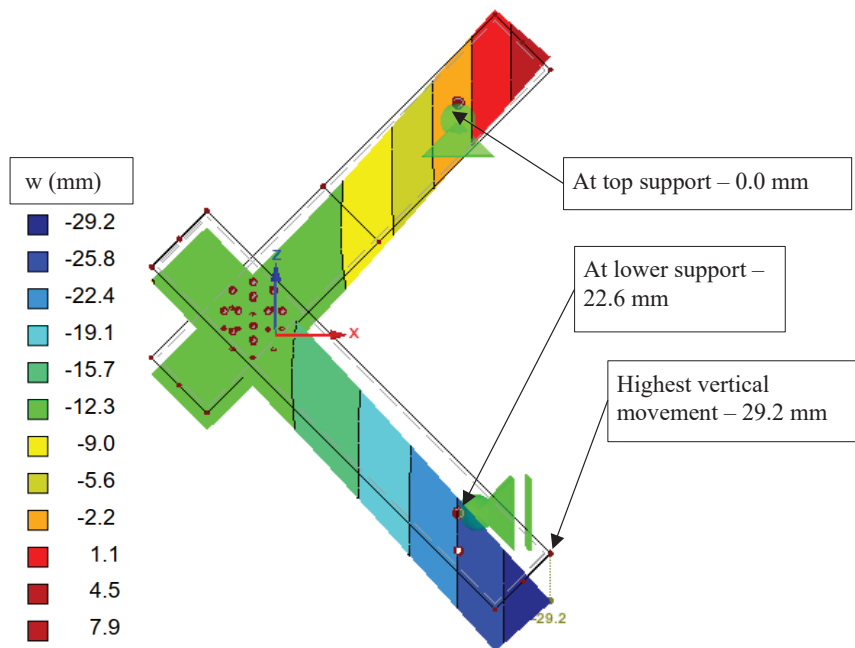 w (mm)
-29.2
-25.8
-22.4
-19.1
-15.7
-12.3
-9.0
-5.6
-2.2
1.1
4.5
7.9
Z
X
At top support – 0.0 mm
At lower support –
22.6 mm
Highest vertical
movement – 29.2 mm
-29.2